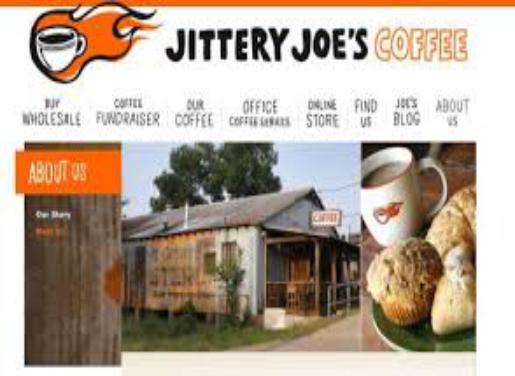 JITTERY JOE'S COFFEE
BUY WHOLESALE
COFFEE FUNDRAISER
OUR COFFEE
OFFICE COFFEE SERVICE
ONLINE STORE
FIND US
JOE'S BLOG
ABOUT US
ABOUT US
Our Story
COFFEE